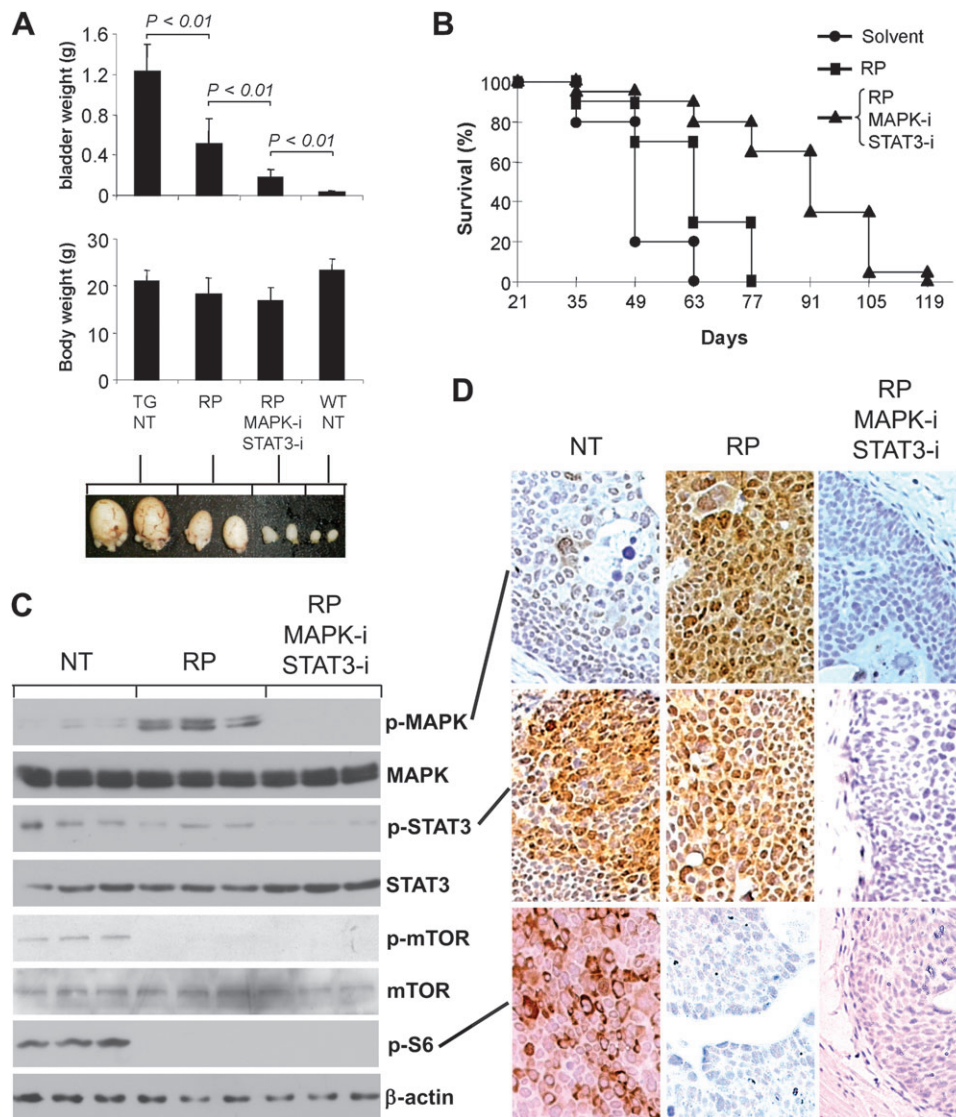 A
P < 0.01
P < 0.01
P < 0.01
bladder weight (g)
1.6
1.2
0.8
0.4
0
Body weight (g)
30
20
10
0
TG
NT
RP
RP
MAPK-i
STAT3-i
WT
NT
B
Solvent
RP
RP
MAPK-i
STAT3-i
Survival (%)
100
80
60
40
20
0
21 35 49 63 77 91 105 119
Days
C
NT
RP
RP
MAPK-i
STAT3-i
p-MAPK
MAPK
p-STAT3
STAT3
p-mTOR
mTOR
p-S6
β-actin
D
NT
RP
RP
MAPK-i
STAT3-i